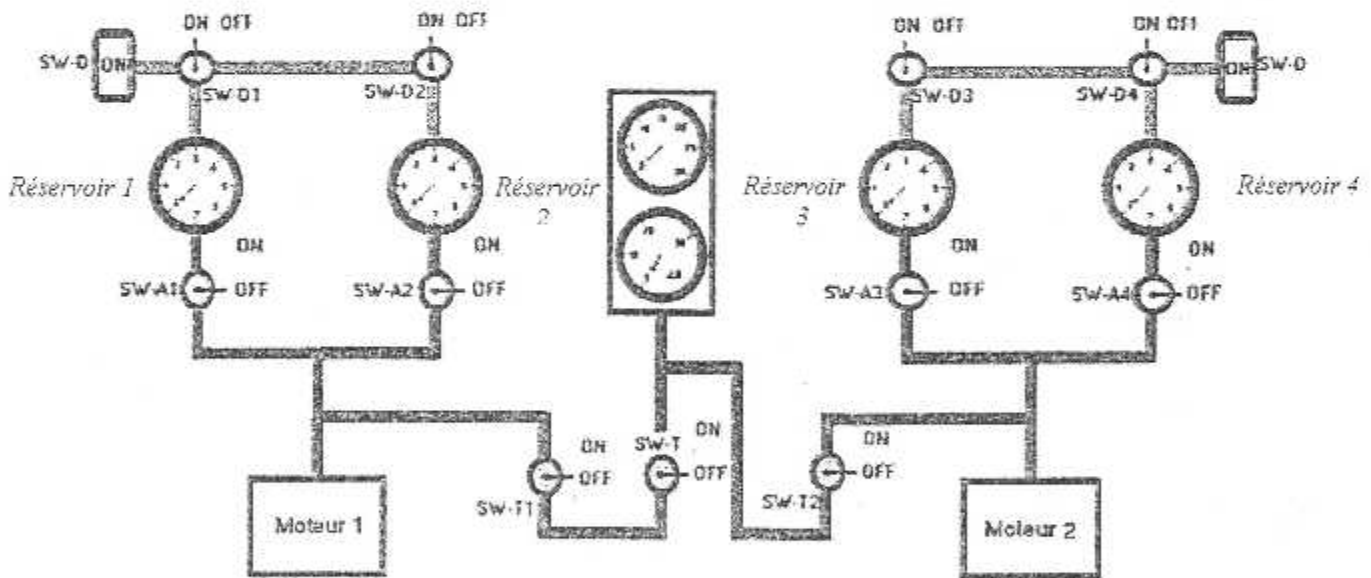 ON OFF
ON OFF
ON OFF
ON OFF
SW-D
ON
SW-D1
SW-D2
SW-D3
SW-D4
ON
SW-D
Réservoir 1
Réservoir
2
Réservoir
3
Réservoir 4
ON
ON
ON
ON
SW-A1
OFF
SW-A2
OFF
SW-A3
OFF
SW-A4
OFF
ON
SW-T
ON
ON
OFF
OFF
OFF
SW-T1
SW-T2
Moteur 1
Moteur 2